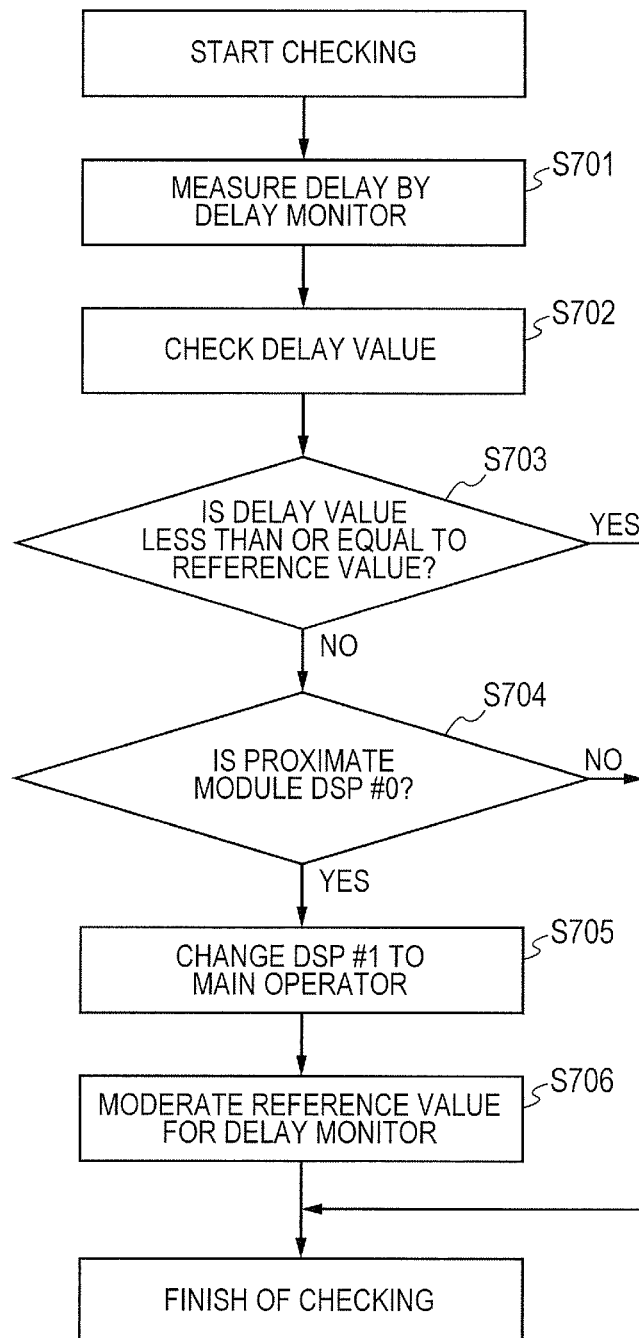 START CHECKING
S701
MEASURE DELAY BY
DELAY MONITOR
S702
CHECK DELAY VALUE
S703
IS DELAY VALUE
LESS THAN OR EQUAL TO
REFERENCE VALUE?
YES
NO
S704
IS PROXIMATE
MODULE DSP #0?
NO
YES
S705
CHANGE DSP #1 TO
MAIN OPERATOR
S706
MODERATE REFERENCE VALUE
FOR DELAY MONITOR
FINISH OF CHECKING